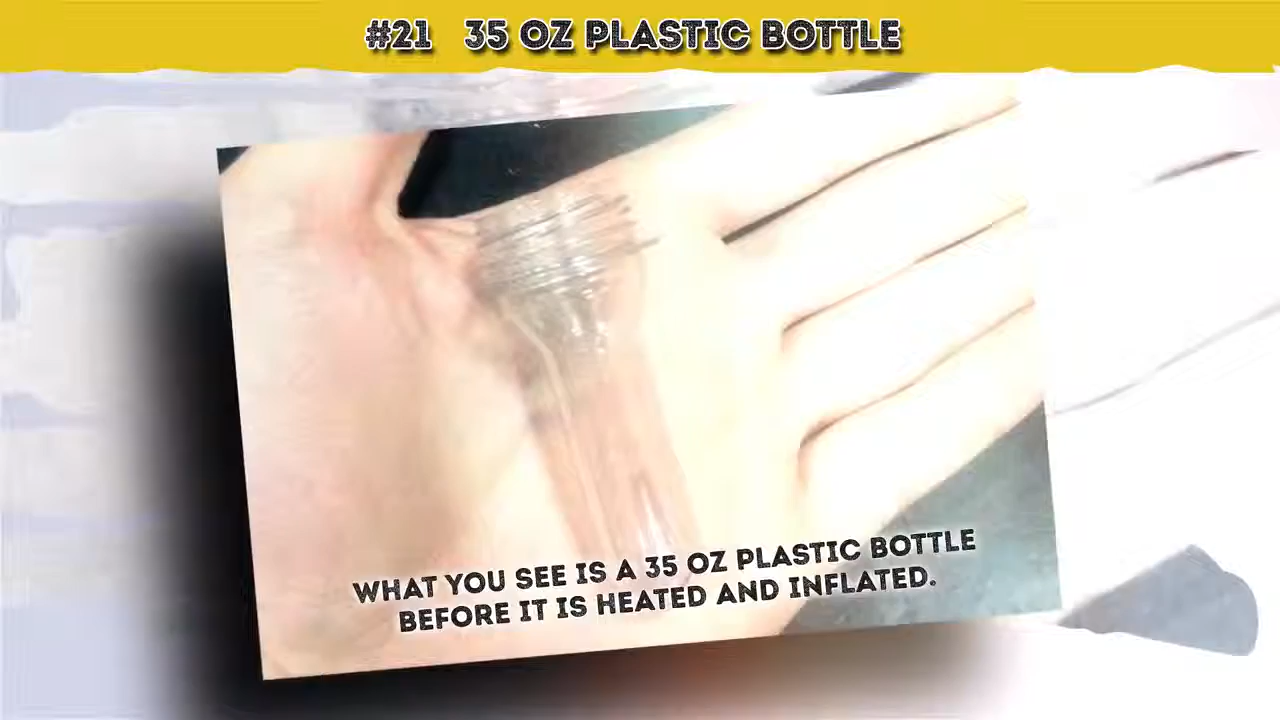 #21 35 OZ PLASTIC BOTTLE
WHAT YOU SEE IS A 35 OZ PLASTIC BOTTLE
BEFORE IT IS HEATED AND INFLATED.